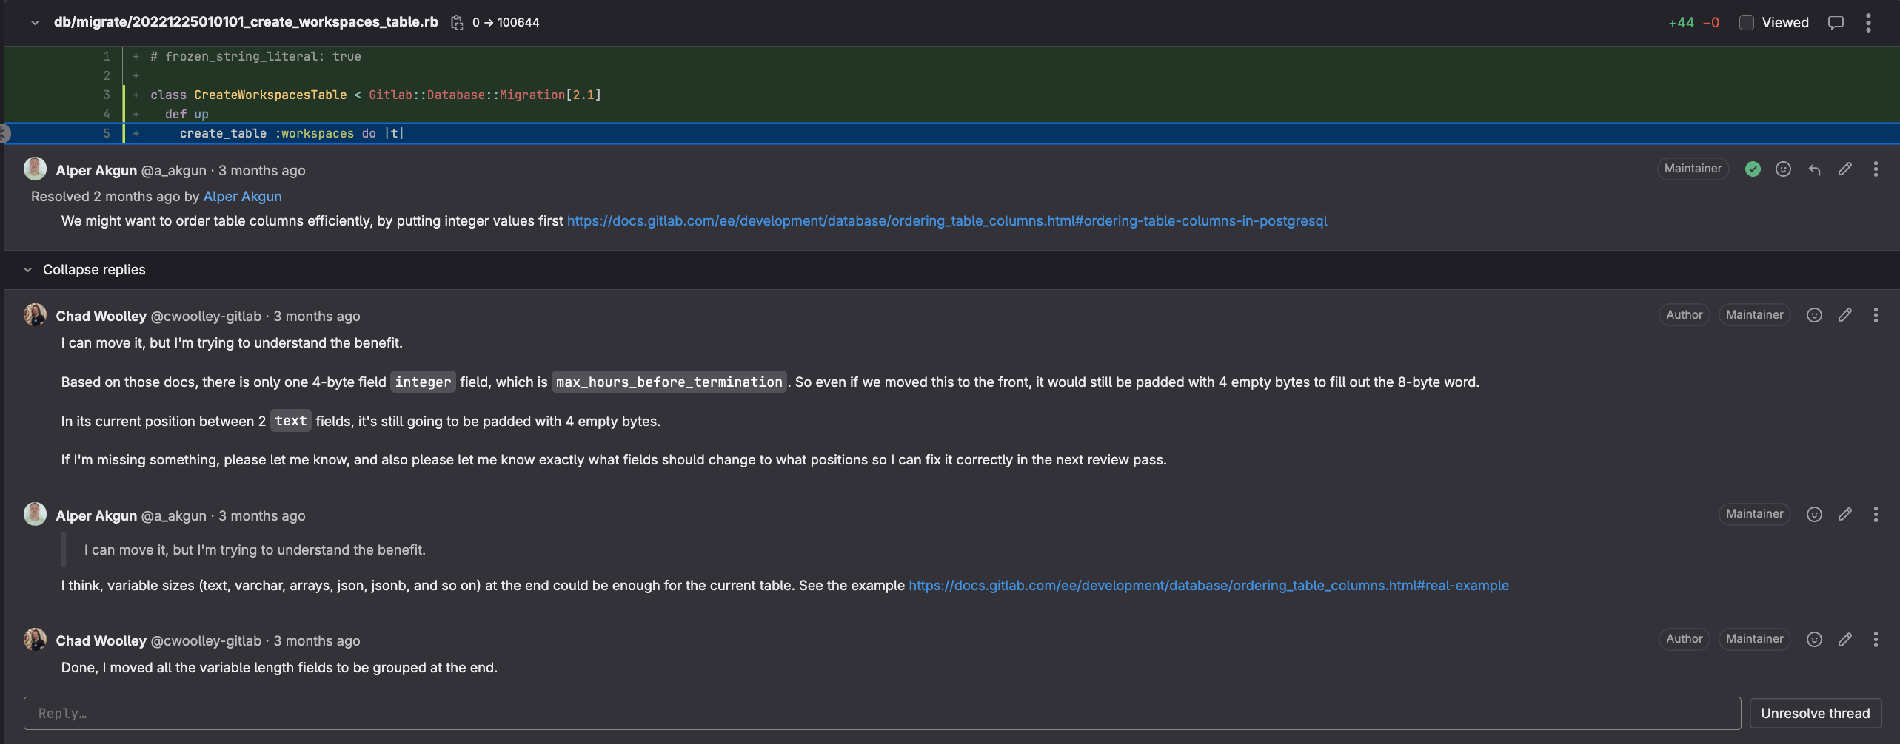 db/migrate/20221225010101_create_workspaces_table.rb 0 → 100644 +44 −0 Viewed
1 + # frozen_string_literal: true
2 +
3 + class CreateWorkspacesTable < Gitlab::Database::Migration[2.1]
4 + def up
5 + create_table :workspaces do |t|
Alper Akgun @a_akgun · 3 months ago Maintainer
Resolved 2 months ago by Alper Akgun
We might want to order table columns efficiently, by putting integer values first https://docs.gitlab.com/ee/development/database/ordering_table_columns.html#ordering-table-columns-in-postgresql
Collapse replies
Chad Woolley @cwoolley-gitlab · 3 months ago Author Maintainer
I can move it, but I'm trying to understand the benefit.
Based on those docs, there is only one 4-byte field integer field, which is max_hours_before_termination. So even if we moved this to the front, it would still be padded with 4 empty bytes to fill out the 8-byte word.
In its current position between 2 text fields, it's still going to be padded with 4 empty bytes.
If I'm missing something, please let me know, and also please let me know exactly what fields should change to what positions so I can fix it correctly in the next review pass.
Alper Akgun @a_akgun · 3 months ago Maintainer
I can move it, but I'm trying to understand the benefit.
I think, variable sizes (text, varchar, arrays, json, jsonb, and so on) at the end could be enough for the current table. See the example https://docs.gitlab.com/ee/development/database/ordering_table_columns.html#real-example
Chad Woolley @cwoolley-gitlab · 3 months ago Author Maintainer
Done, I moved all the variable length fields to be grouped at the end.
Reply… Unresolve thread